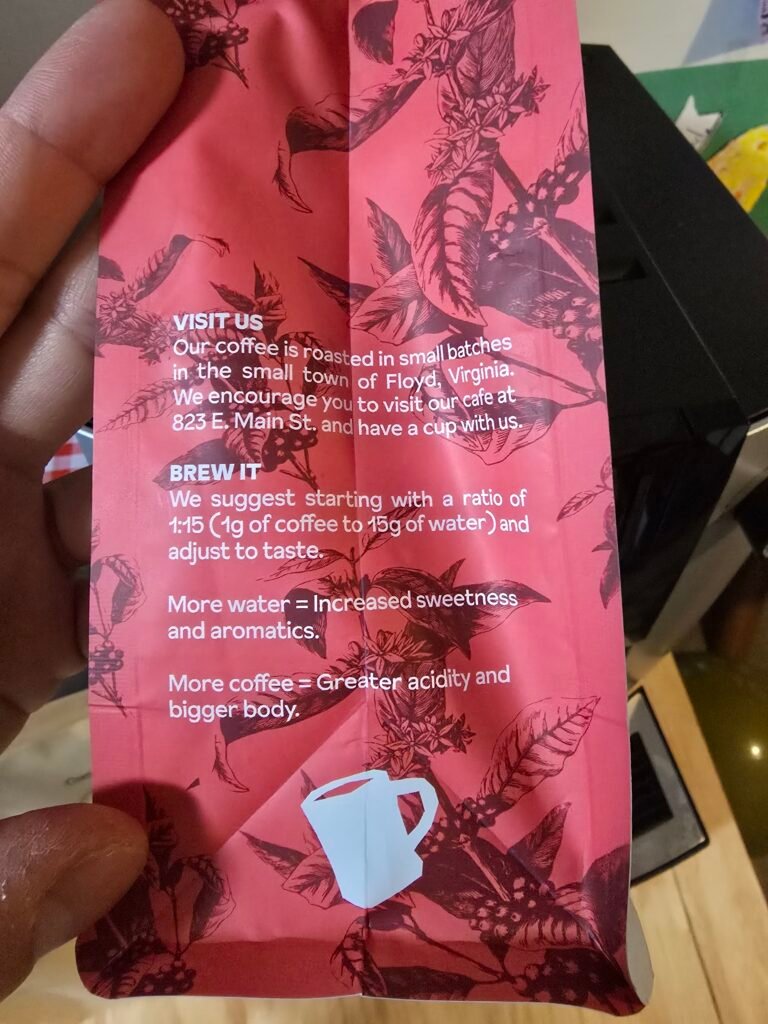 VISIT US
Our coffee is roasted in small batches
in the small town of Floyd, Virginia.
We encourage you to visit our cafe at
823 E. Main St. and have a cup with us.
BREW IT
We suggest starting with a ratio of
1:15 (1g of coffee to 15g of water) and
adjust to taste.
More water = Increased sweetness
and aromatics.
More coffee = Greater acidity and
bigger body.